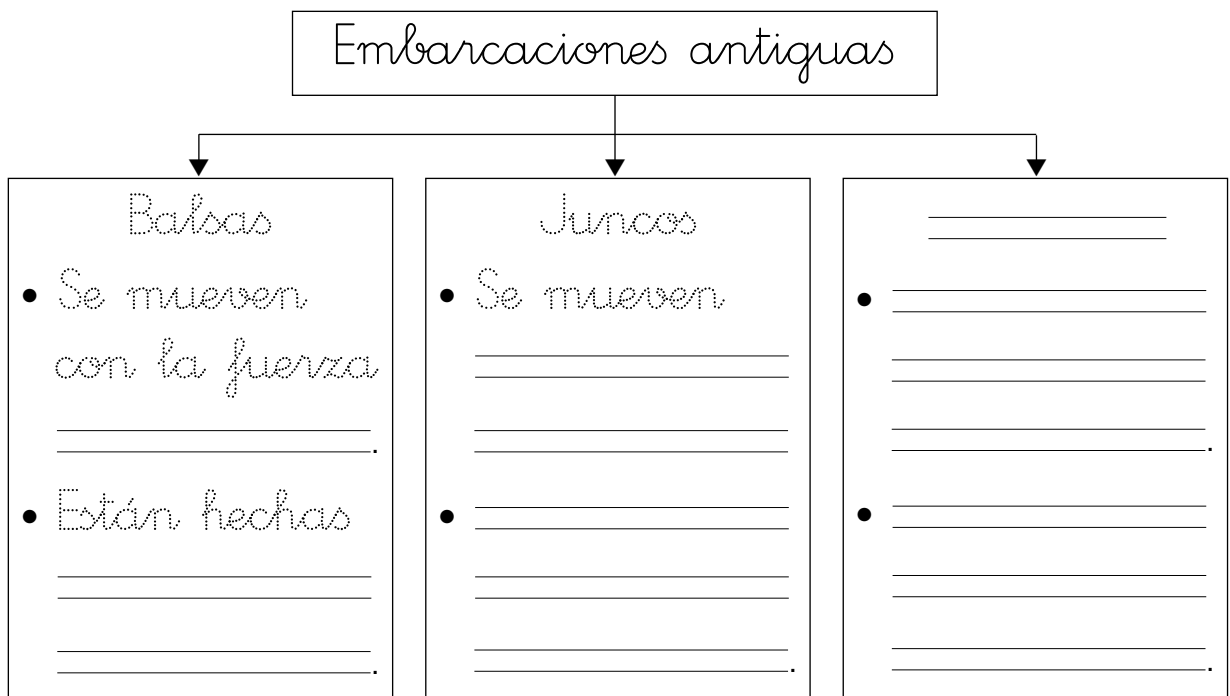 Embarcaciones antiguas
Balsas
• Se mueven
con la fuerza
.
• Están hechas
.
Juncos
• Se mueven
•
.
•
.
•
.